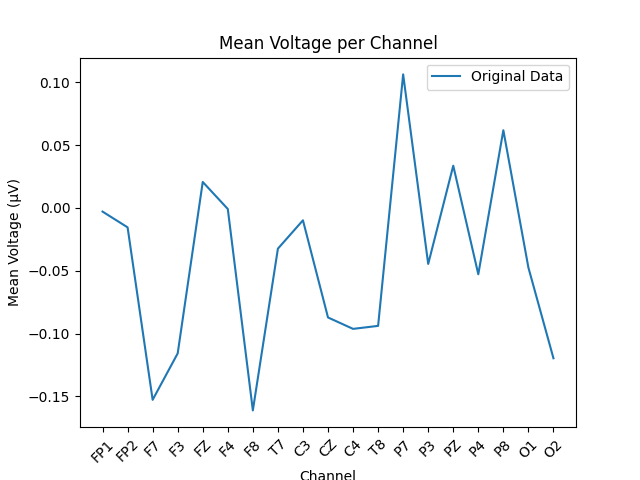 Mean Voltage per Channel
Original Data
Mean Voltage (µV)
0.10
0.05
0.00
−0.05
−0.10
−0.15
FP1 FP2 F7 F3 FZ F4 F8 T7 C3 CZ C4 T8 P7 P3 PZ P4 P8 O1 O2
Channel